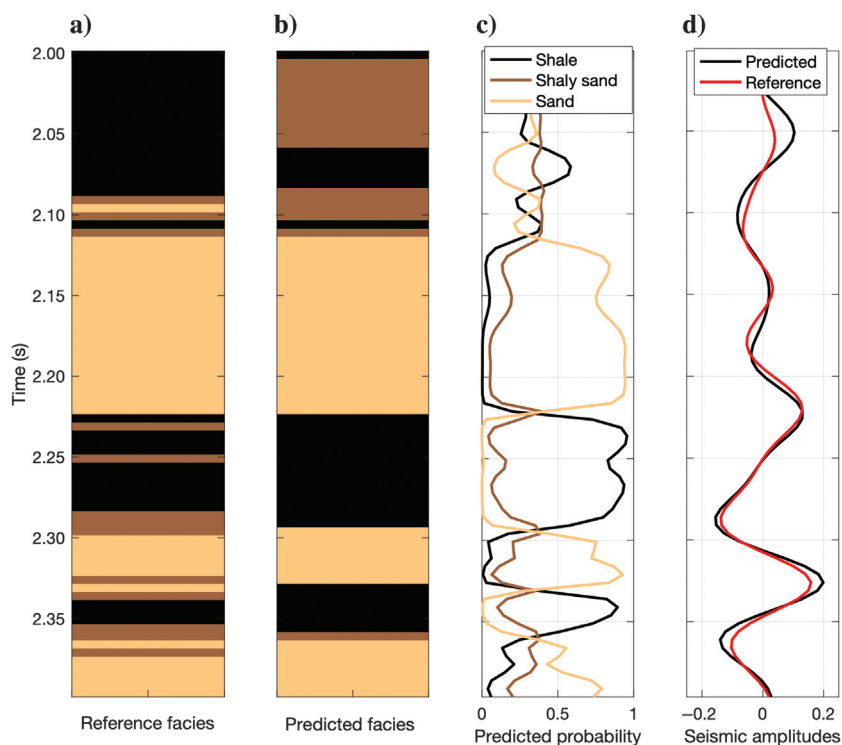 a)
b)
c)
d)
2.00
2.05
2.10
2.15
2.20
2.25
2.30
2.35
Time (s)
Shale
Shaly sand
Sand
Predicted
Reference
0
0.5
1
−0.2
0
0.2
Reference facies
Predicted facies
Predicted probability
Seismic amplitudes